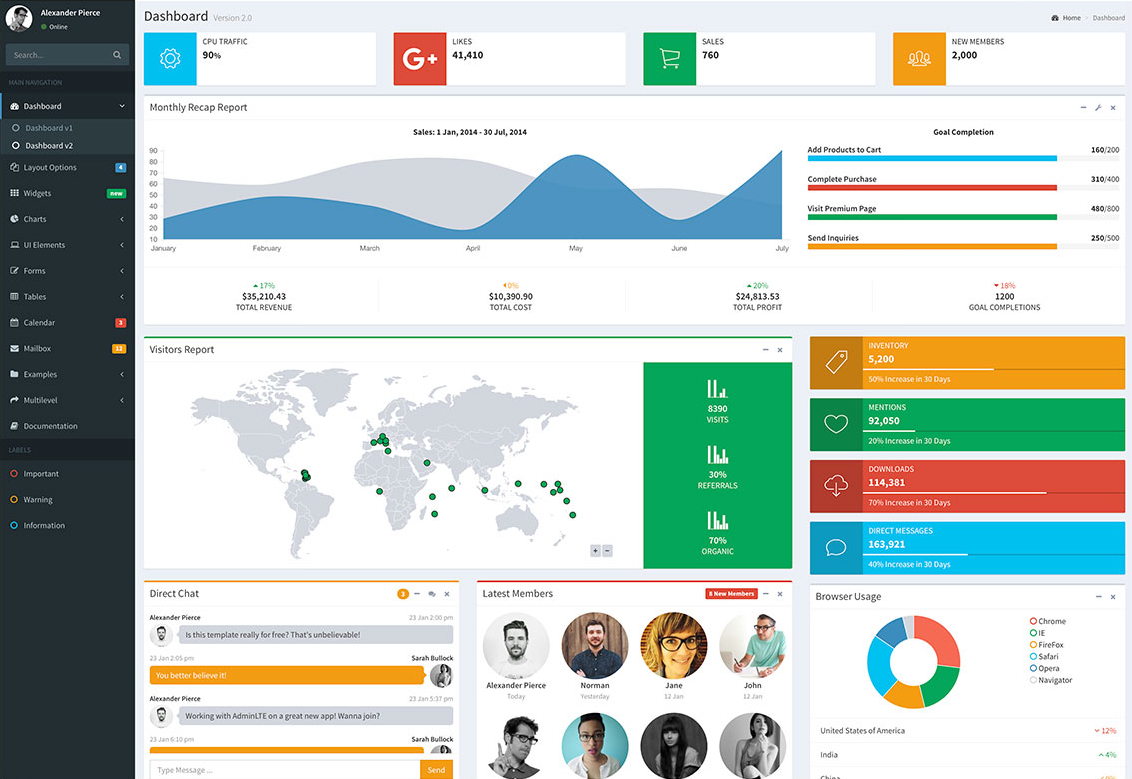 Alexander Pierce
Online
Search...
MAIN NAVIGATION
Dashboard
Dashboard v1
Dashboard v2
Layout Options 4
Widgets new
Charts
UI Elements
Forms
Tables
Calendar 3
Mailbox 12
Examples
Multilevel
Documentation
LABELS
Important
Warning
Information
Dashboard Version 2.0
Home > Dashboard
CPU TRAFFIC
90%
G+
LIKES
41,410
SALES
760
NEW MEMBERS
2,000
Monthly Recap Report
Sales: 1 Jan, 2014 - 30 Jul, 2014
90
80
70
60
50
40
30
20
10
January February March April May June July
Goal Completion
Add Products to Cart 160/200
Complete Purchase 310/400
Visit Premium Page 480/800
Send Inquiries 250/500
17%
$35,210.43
TOTAL REVENUE
0%
$10,390.90
TOTAL COST
20%
$24,813.53
TOTAL PROFIT
18%
1200
GOAL COMPLETIONS
Visitors Report
+ −
8390
VISITS
30%
REFERRALS
70%
ORGANIC
INVENTORY
5,200
50% Increase in 30 Days
MENTIONS
92,050
20% Increase in 30 Days
DOWNLOADS
114,381
70% Increase in 30 Days
DIRECT MESSAGES
163,921
40% Increase in 30 Days
Direct Chat 3
Alexander Pierce 23 Jan 2:00 pm
Is this template really for free? That's unbelievable!
23 Jan 2:05 pm Sarah Bullock
You better believe it!
Alexander Pierce 23 Jan 5:37 pm
Working with AdminLTE on a great new app! Wanna join?
23 Jan 6:10 pm Sarah Bullock
Type Message ... Send
Latest Members 8 New Members
Alexander Pierce
Today
Norman
Yesterday
Jane
12 Jan
John
12 Jan
Browser Usage
Chrome
IE
FireFox
Safari
Opera
Navigator
United States of America 12%
India 4%